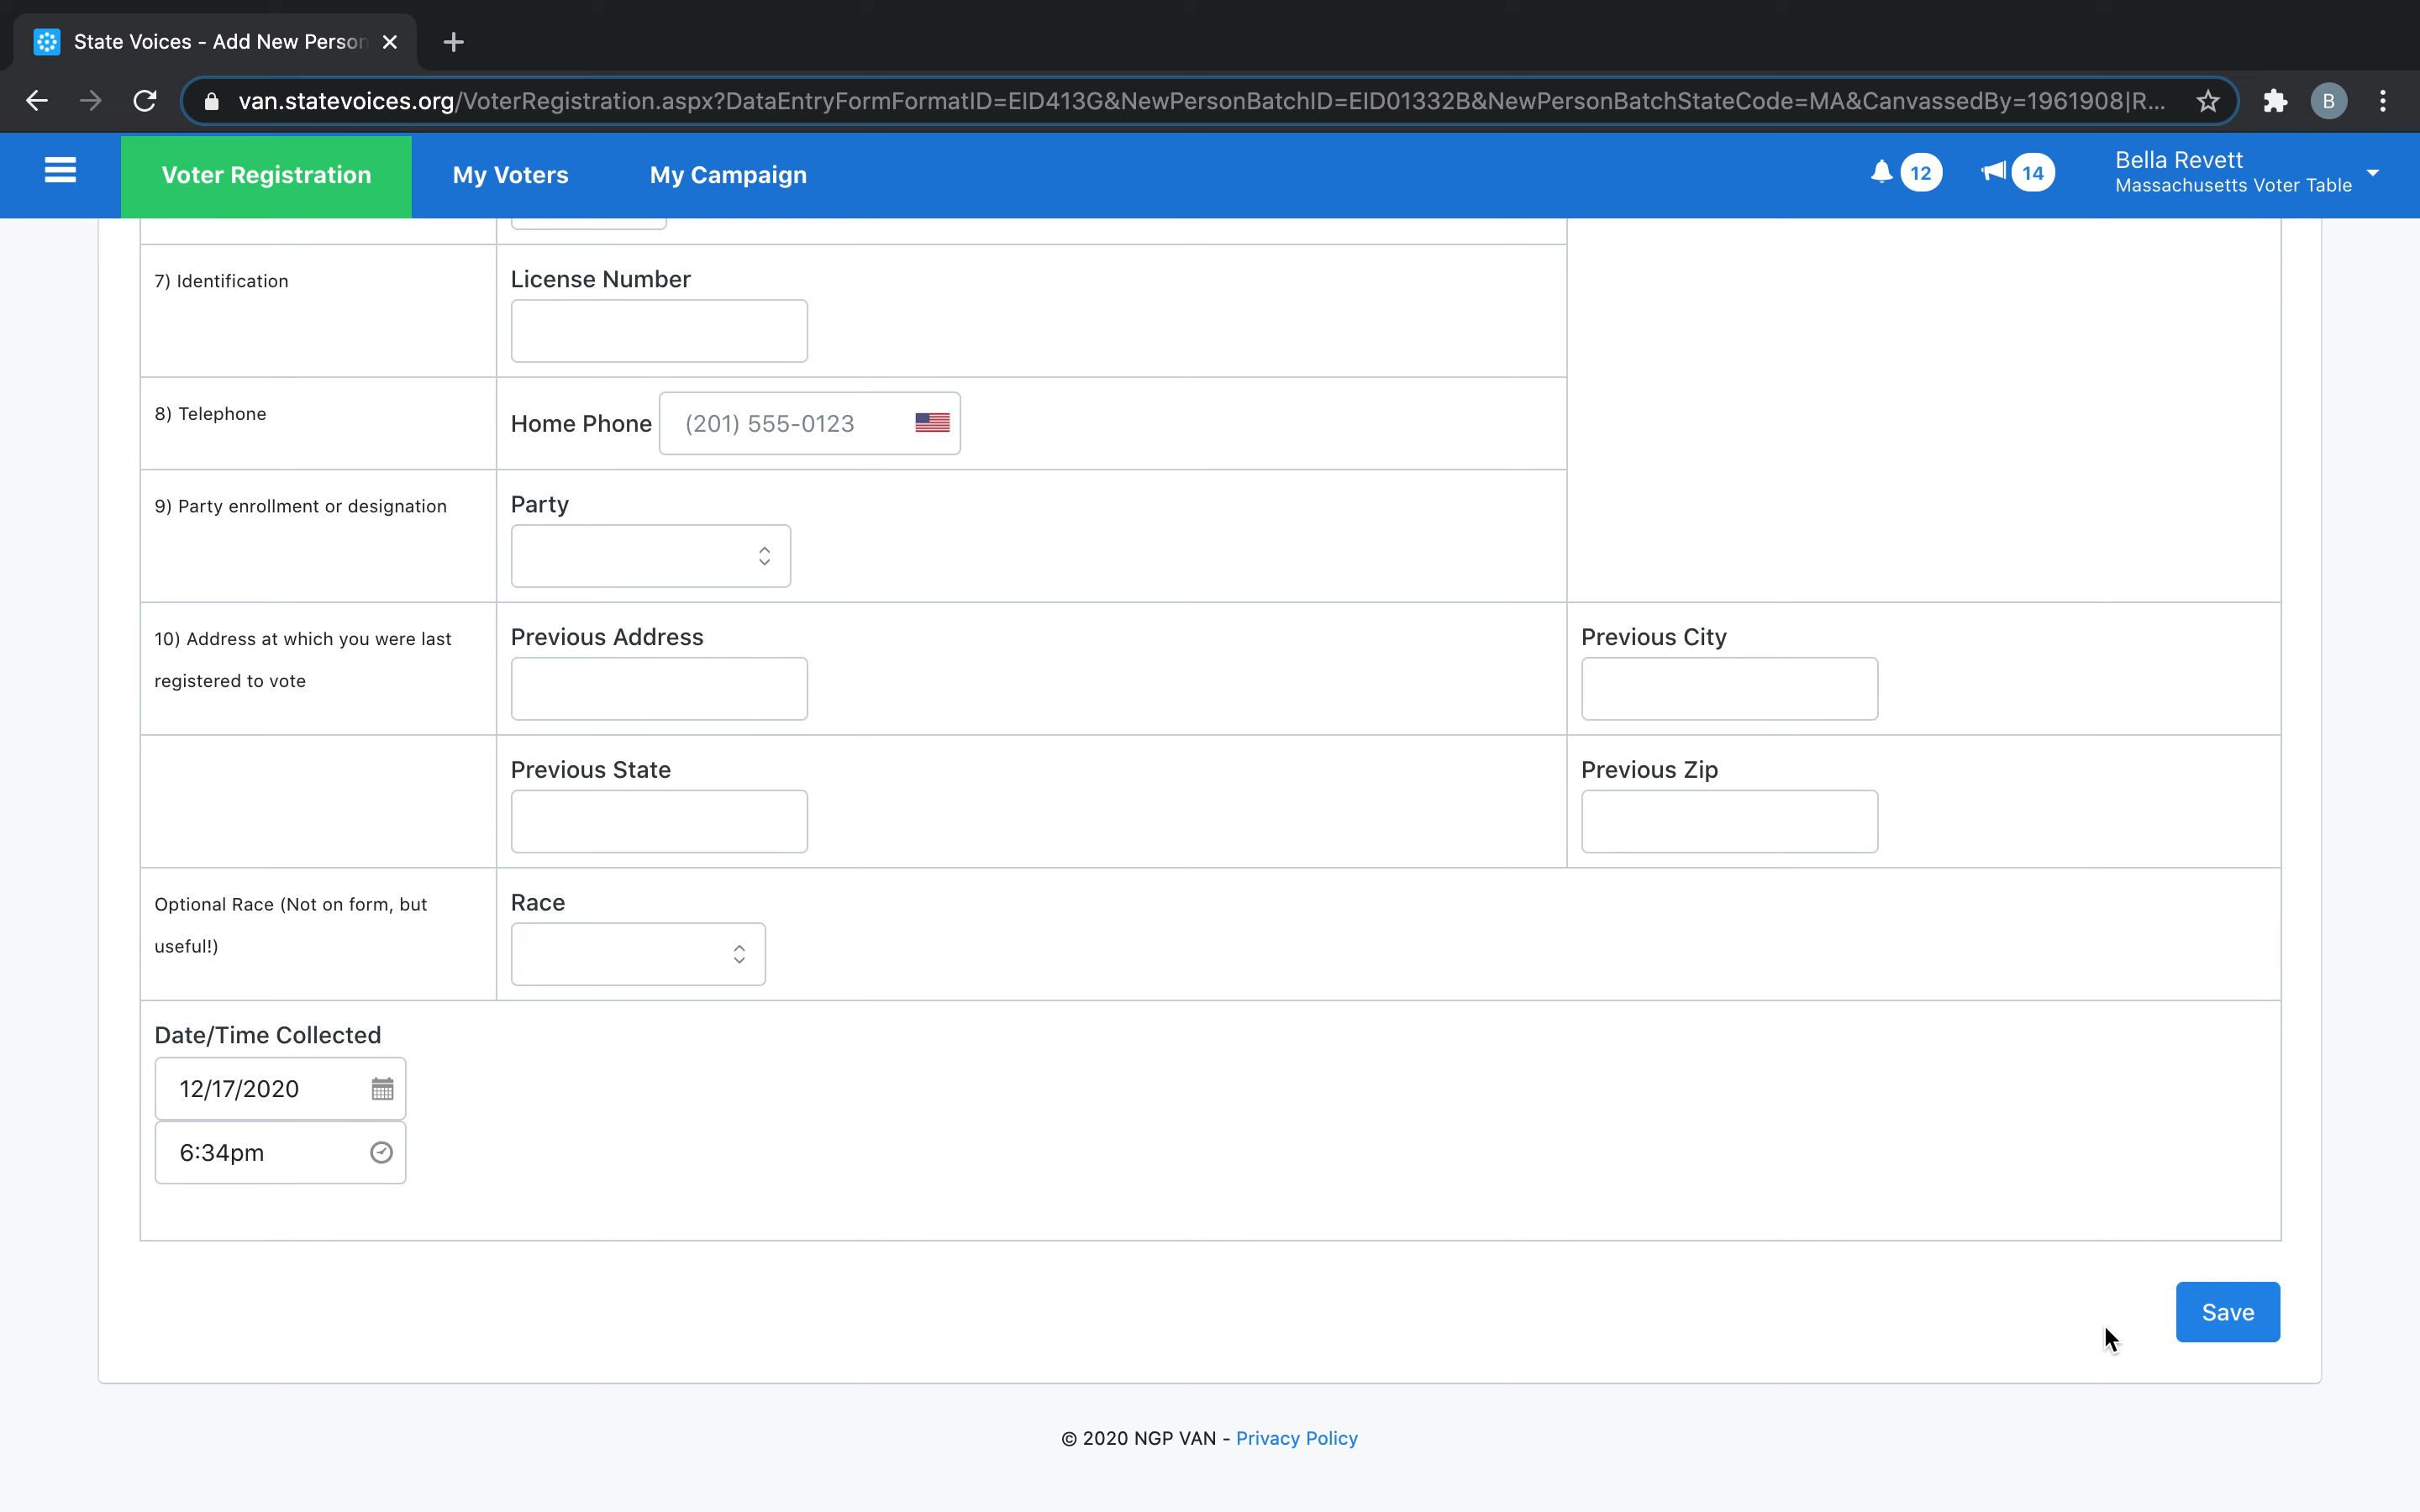 State Voices - Add New Person
van.statevoices.org/VoterRegistration.aspx?DataEntryFormFormatID=EID413G&NewPersonBatchID=EID01332B&NewPersonBatchStateCode=MA&CanvassedBy=1961908|R...
B
Voter Registration
My Voters
My Campaign
12
14
Bella Revett
Massachusetts Voter Table
7) Identification
License Number
8) Telephone
Home Phone
(201) 555-0123
9) Party enrollment or designation
Party
10) Address at which you were last
registered to vote
Previous Address
Previous City
Previous State
Previous Zip
Optional Race (Not on form, but
useful!)
Race
Date/Time Collected
12/17/2020
6:34pm
Save
© 2020 NGP VAN - Privacy Policy